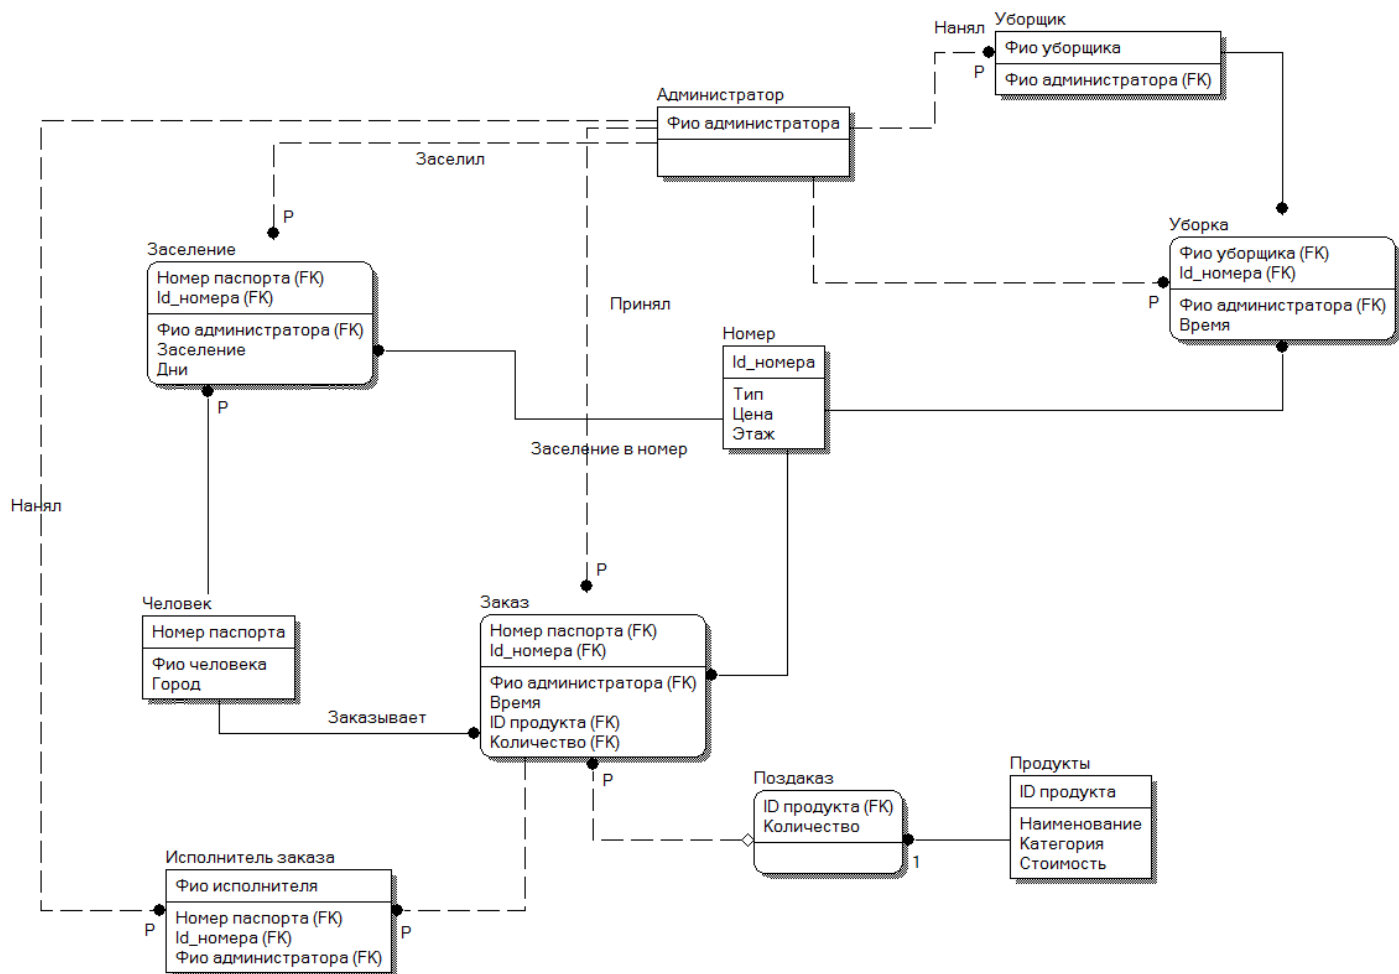 Уборщик
Нанял
Фио уборщика
P
Фио администратора (FK)
Администратор
Фио администратора
Заселил
P
Уборка
Фио уборщика (FK)
Id_номера (FK)
Фио администратора (FK)
Время
P
Заселение
Номер паспорта (FK)
Id_номера (FK)
Фио администратора (FK)
Заселение
Дни
P
Принял
Номер
Id_номера
Тип
Цена
Этаж
Заселение в номер
Нанял
P
Человек
Номер паспорта
Фио человека
Город
Заказывает
Заказ
Номер паспорта (FK)
Id_номера (FK)
Фио администратора (FK)
Время
ID продукта (FK)
Количество (FK)
P
Поздаказ
ID продукта (FK)
Количество
1
Продукты
ID продукта
Наименование
Категория
Стоимость
Исполнитель заказа
Фио исполнителя
Номер паспорта (FK)
Id_номера (FK)
Фио администратора (FK)
P
P